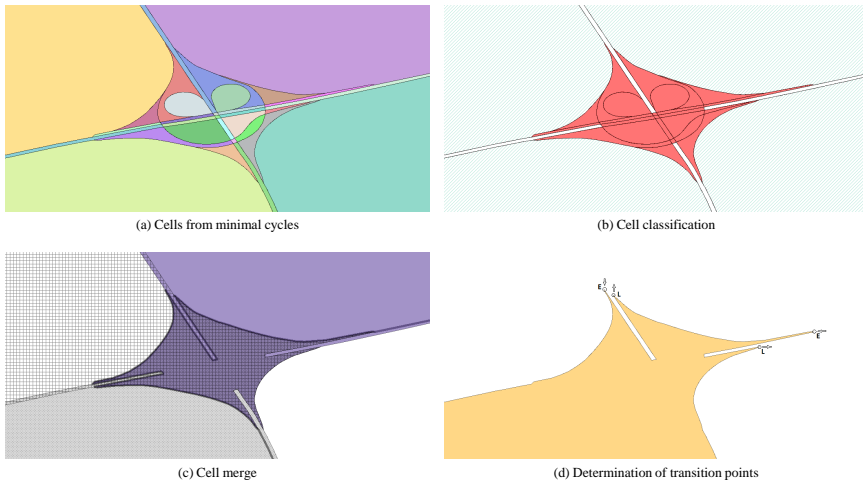 (a) Cells from minimal cycles
(b) Cell classification
E
L
E
L
(c) Cell merge
(d) Determination of transition points